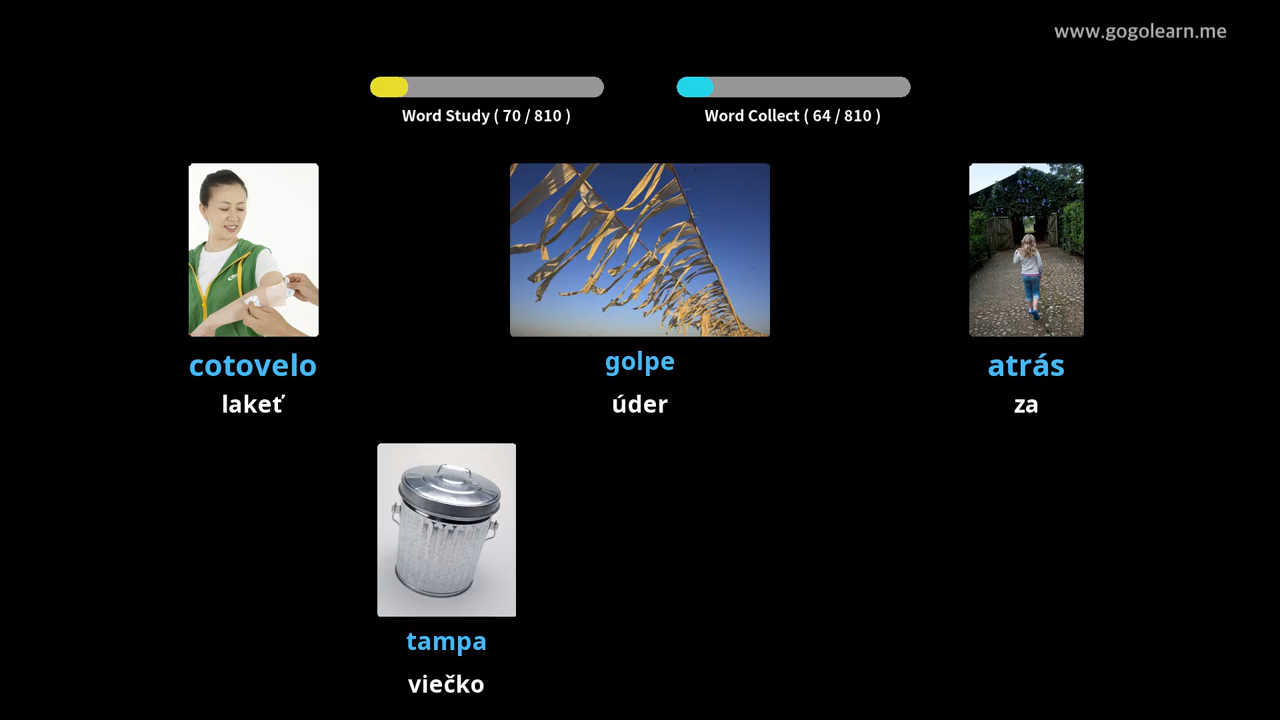 www.gogolearn.me
Word Study ( 70 / 810 )
Word Collect ( 64 / 810 )
cotovelo
lakeť
golpe
úder
atrás
za
tampa
viečko